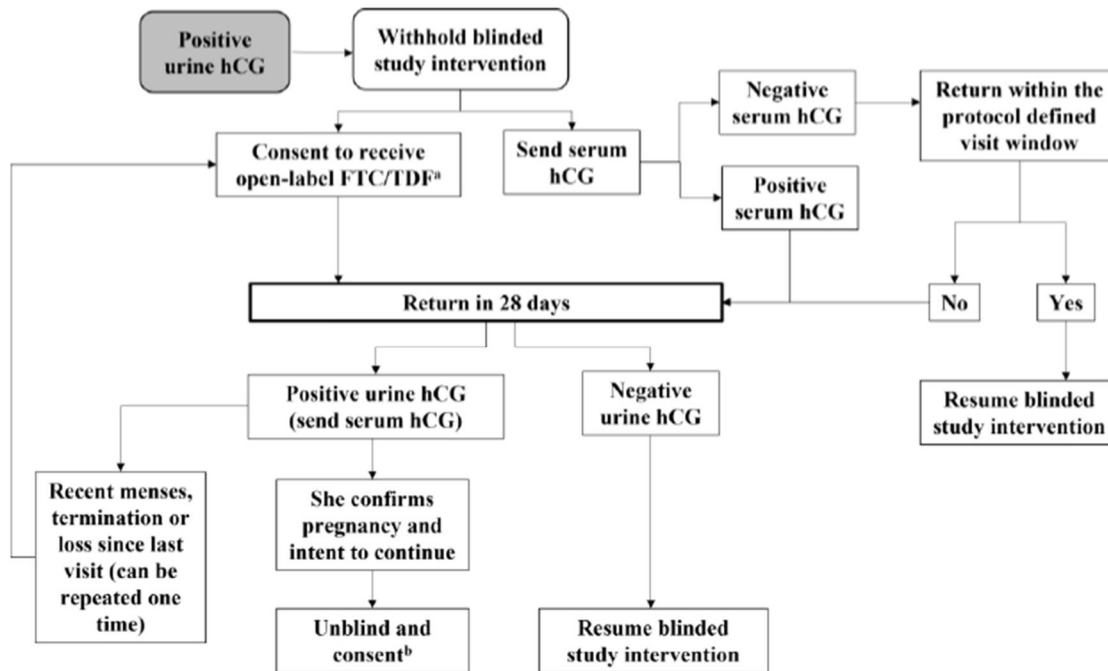 Positive
urine hCG
Withhold blinded
study intervention
Negative
serum hCG
Return within the
protocol defined
visit window
Consent to receive
open-label FTC/TDFᵃ
Send serum
hCG
Positive
serum hCG
Return in 28 days
No
Yes
Positive urine hCG
(send serum hCG)
Negative
urine hCG
Resume blinded
study intervention
Recent menses,
termination or
loss since last
visit (can be
repeated one
time)
She confirms
pregnancy and
intent to continue
Unblind and
consentᵇ
Resume blinded
study intervention